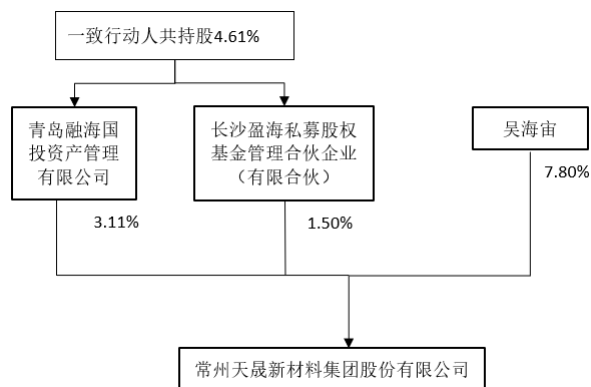 一致行动人共持股4.61%
青岛融海国
投资产管理
有限公司
长沙盈海私募股权
基金管理合伙企业
（有限合伙）
吴海宙
3.11%
1.50%
7.80%
常州天晟新材料集团股份有限公司